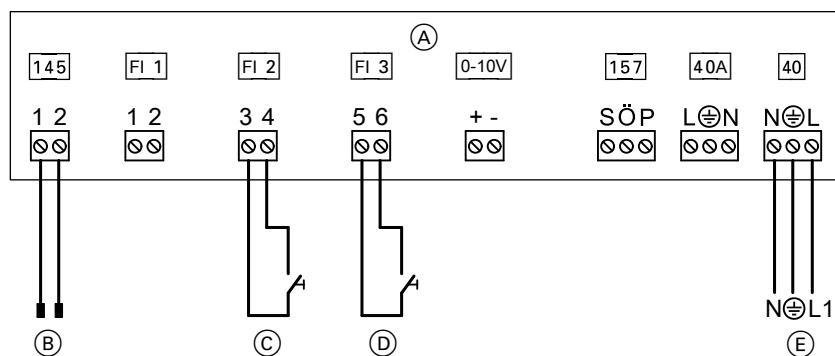 A
145 FI 1 FI 2 FI 3 0-10V 157 40A 40
1 2 1 2 3 4 5 6 + - S Ö P L ⏚ N N ⏚ L
N ⏚ L1
B C D E